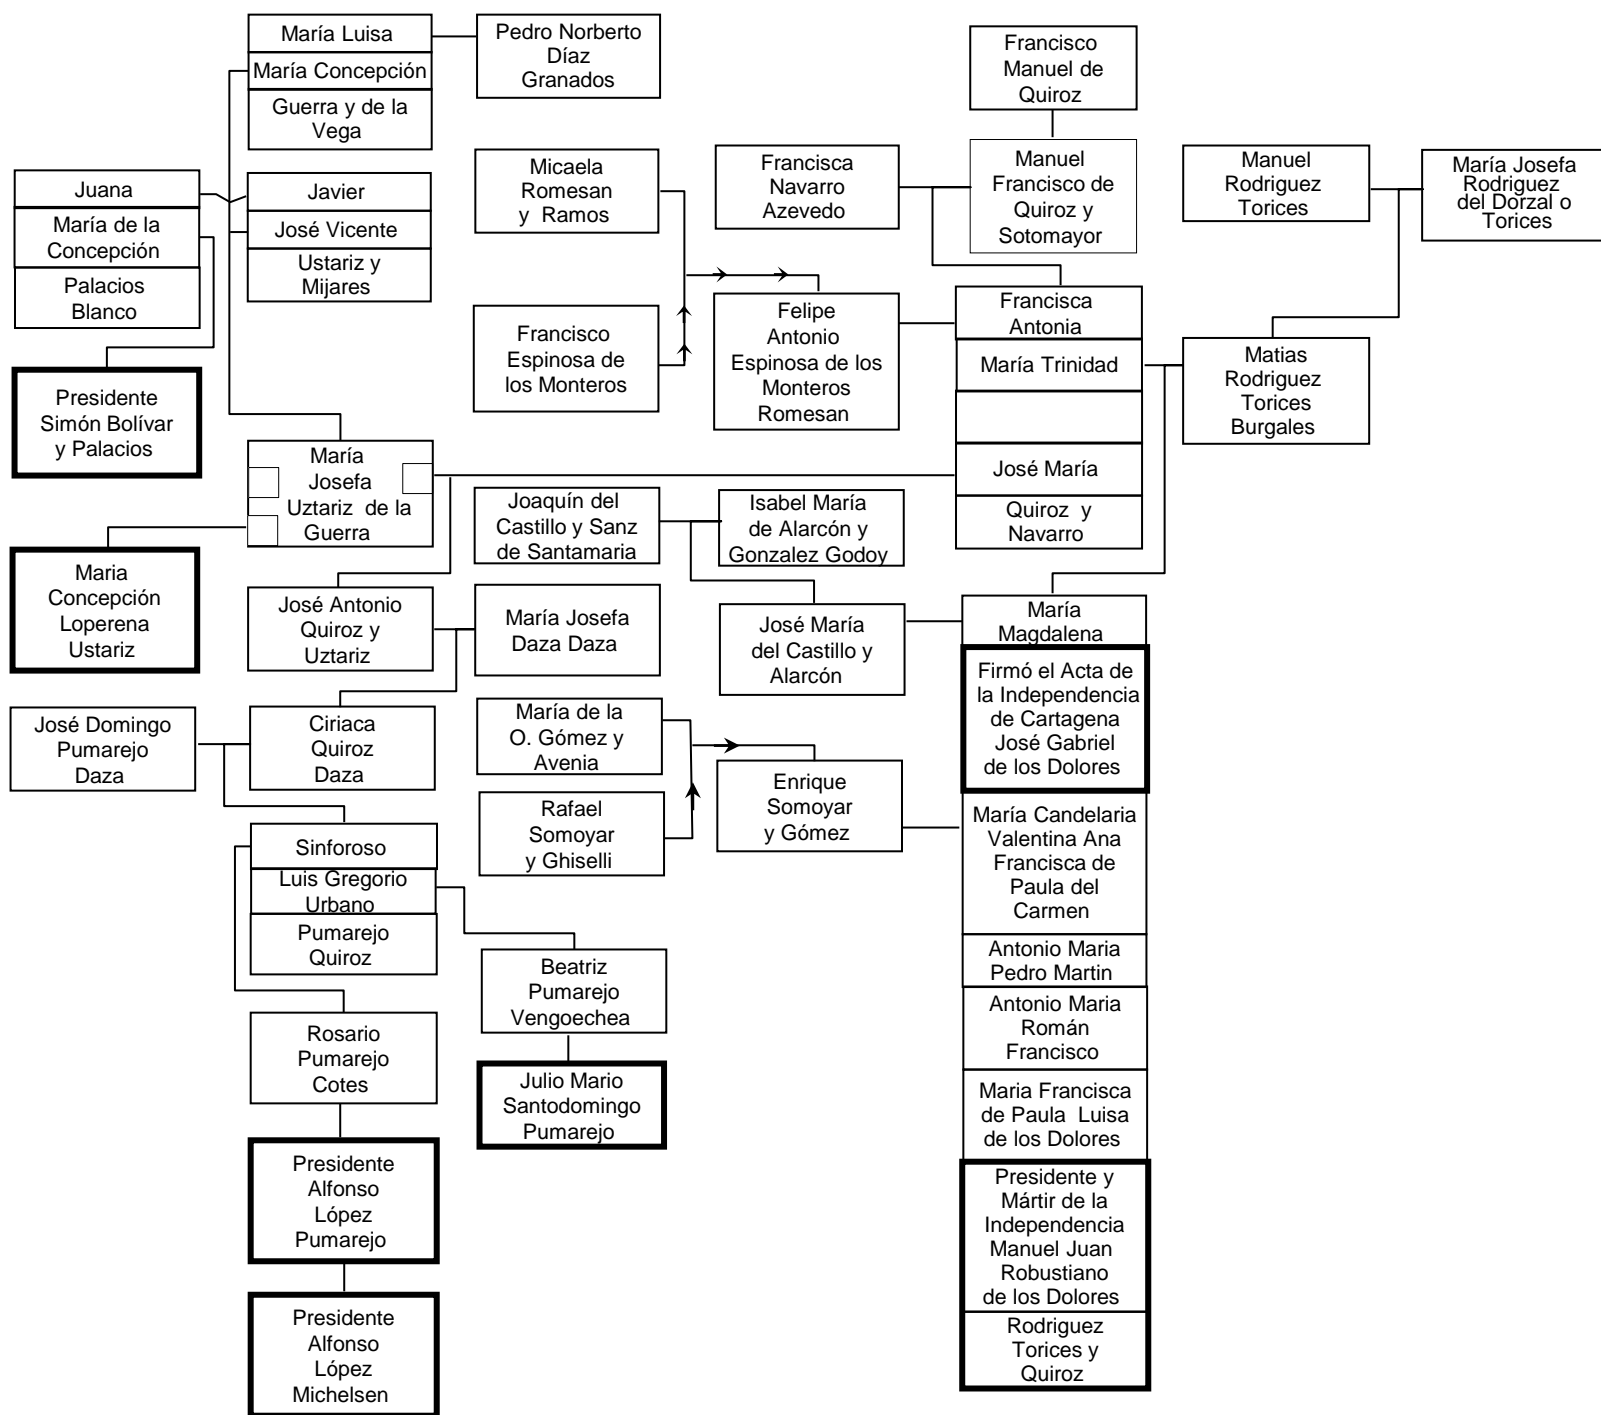 María Luisa
María Concepción
Guerra y de la
Vega
Pedro Norberto
Díaz
Granados
Francisco
Manuel de
Quiroz
Juana
María de la
Concepción
Palacios
Blanco
Javier
José Vicente
Ustariz y
Mijares
Micaela
Romesan
y Ramos
Francisca
Navarro
Azevedo
Manuel
Francisco de
Quiroz y
Sotomayor
Manuel
Rodriguez
Torices
María Josefa
Rodriguez
del Dorzal o
Torices
Presidente
Simón Bolívar
y Palacios
Francisco
Espinosa de
los Monteros
Felipe
Antonio
Espinosa de los
Monteros
Romesan
Francisca
Antonia
María Trinidad
José María
Quiroz y
Navarro
Matias
Rodriguez
Torices
Burgales
María
Josefa
Uztariz de la
Guerra
Joaquín del
Castillo y Sanz
de Santamaria
Isabel María
de Alarcón y
Gonzalez Godoy
Maria
Concepción
Loperena
Ustariz
José Antonio
Quiroz y
Uztariz
María Josefa
Daza Daza
José María
del Castillo y
Alarcón
María
Magdalena
Firmó el Acta de
la Independencia
de Cartagena
José Gabriel
de los Dolores
María Candelaria
Valentina Ana
Francisca de
Paula del
Carmen
Antonio Maria
Pedro Martin
Antonio Maria
Román
Francisco
Maria Francisca
de Paula Luisa
de los Dolores
Presidente y
Mártir de la
Independencia
Manuel Juan
Robustiano
de los Dolores
Rodriguez
Torices y
Quiroz
José Domingo
Pumarejo
Daza
Ciriaca
Quiroz
Daza
María de la
O. Gómez y
Avenia
Rafael
Somoyar
y Ghiselli
Enrique
Somoyar
y Gómez
Sinforoso
Luis Gregorio
Urbano
Pumarejo
Quiroz
Beatriz
Pumarejo
Vengoechea
Rosario
Pumarejo
Cotes
Julio Mario
Santodomingo
Pumarejo
Presidente
Alfonso
López
Pumarejo
Presidente
Alfonso
López
Michelsen